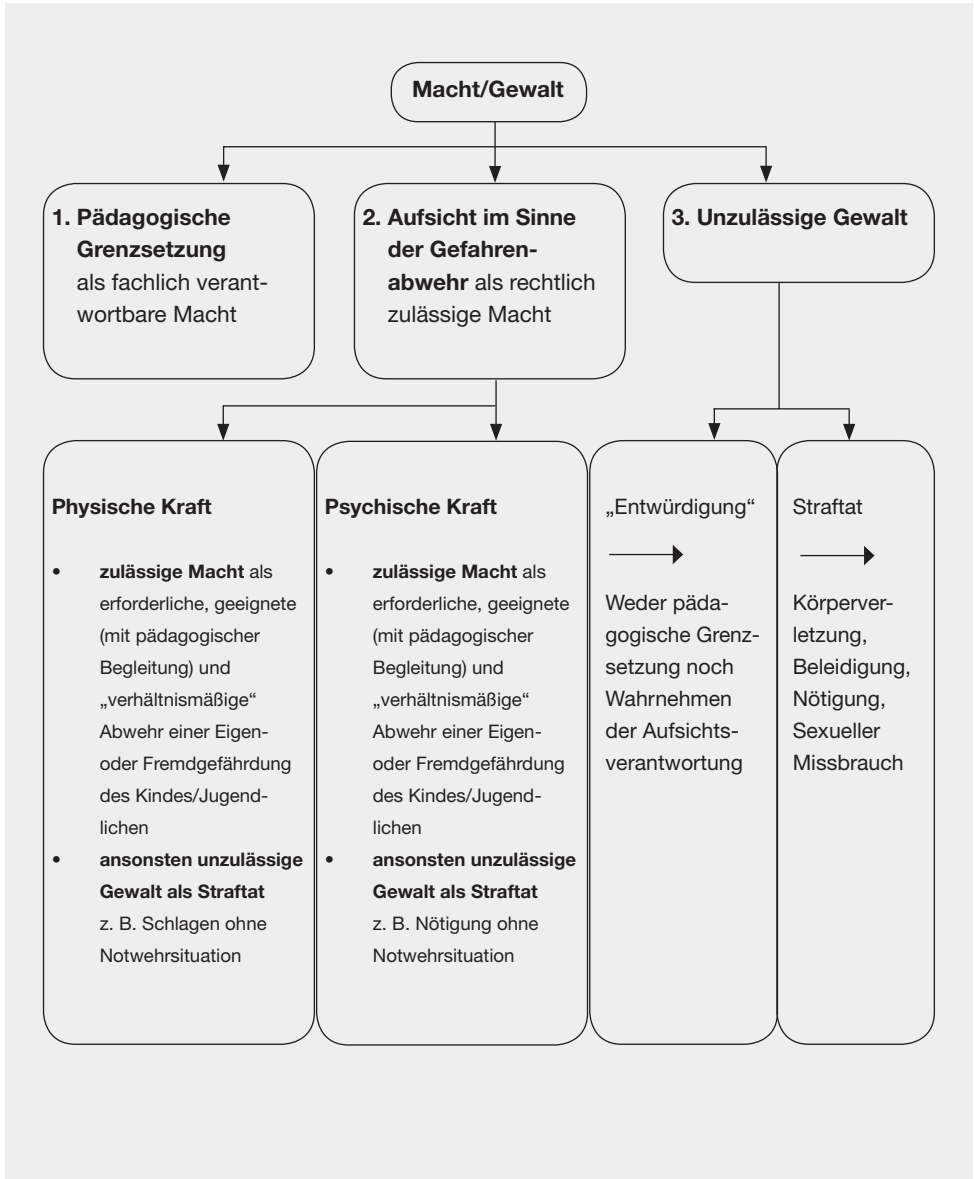 Macht/Gewalt
1. Pädagogische
Grenzsetzung
als fachlich verant-
wortbare Macht
2. Aufsicht im Sinne
der Gefahren-
abwehr als rechtlich
zulässige Macht
3. Unzulässige Gewalt
Physische Kraft
• zulässige Macht als
erforderliche, geeignete
(mit pädagogischer
Begleitung) und
„verhältnismäßige“
Abwehr einer Eigen-
oder Fremdgefährdung
des Kindes/Jugend-
lichen
• ansonsten unzulässige
Gewalt als Straftat
z. B. Schlagen ohne
Notwehrsituation
Psychische Kraft
• zulässige Macht als
erforderliche, geeignete
(mit pädagogischer
Begleitung) und
„verhältnismäßige“
Abwehr einer Eigen-
oder Fremdgefährdung
des Kindes/Jugend-
lichen
• ansonsten unzulässige
Gewalt als Straftat
z. B. Nötigung ohne
Notwehrsituation
„Entwürdigung“
Weder päda-
gogische Grenz-
setzung noch
Wahrnehmen
der Aufsichts-
verantwortung
Straftat
Körperver-
letzung,
Beleidigung,
Nötigung,
Sexueller
Missbrauch